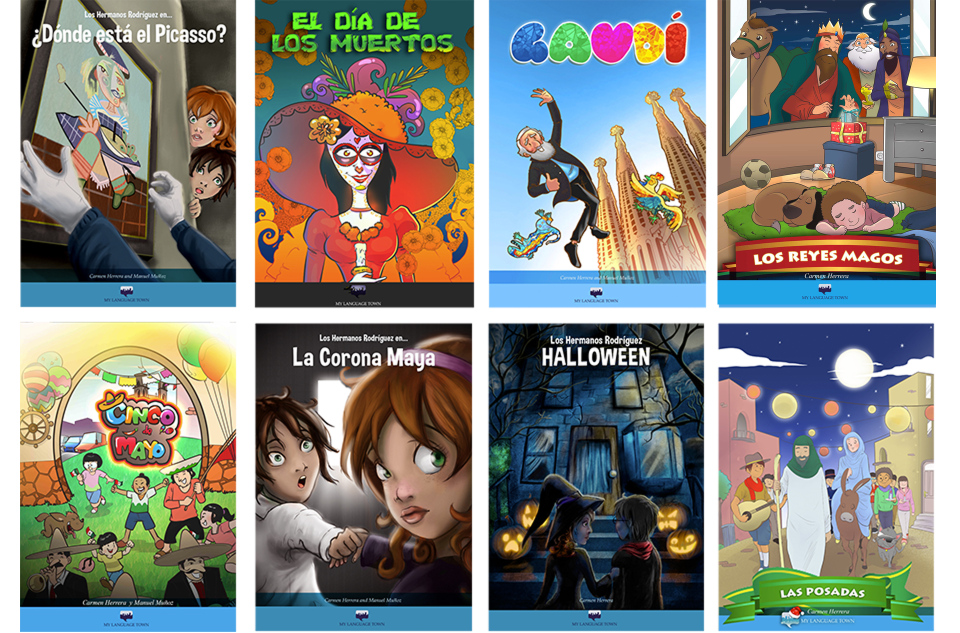 Los Hermanos Rodríguez en...
¿Dónde está el Picasso?
Carmen Herrera and Manuel Muñoz
MY LANGUAGE TOWN
EL DÍA DE
LOS MUERTOS
MY LANGUAGE TOWN
GAUDÍ
Carmen Herrera and Manuel Muñoz
MY LANGUAGE TOWN
LOS REYES MAGOS
Carmen Herrera
MY LANGUAGE TOWN
CINCO
de
MAYO
Carmen Herrera y Manuel Muñoz
MY LANGUAGE TOWN
Los Hermanos Rodríguez en...
La Corona Maya
Carmen Herrera and Manuel Muñoz
MY LANGUAGE TOWN
Los Hermanos Rodríguez
HALLOWEEN
Carmen Herrera
MY LANGUAGE TOWN
LAS POSADAS
Carmen Herrera
MY LANGUAGE TOWN